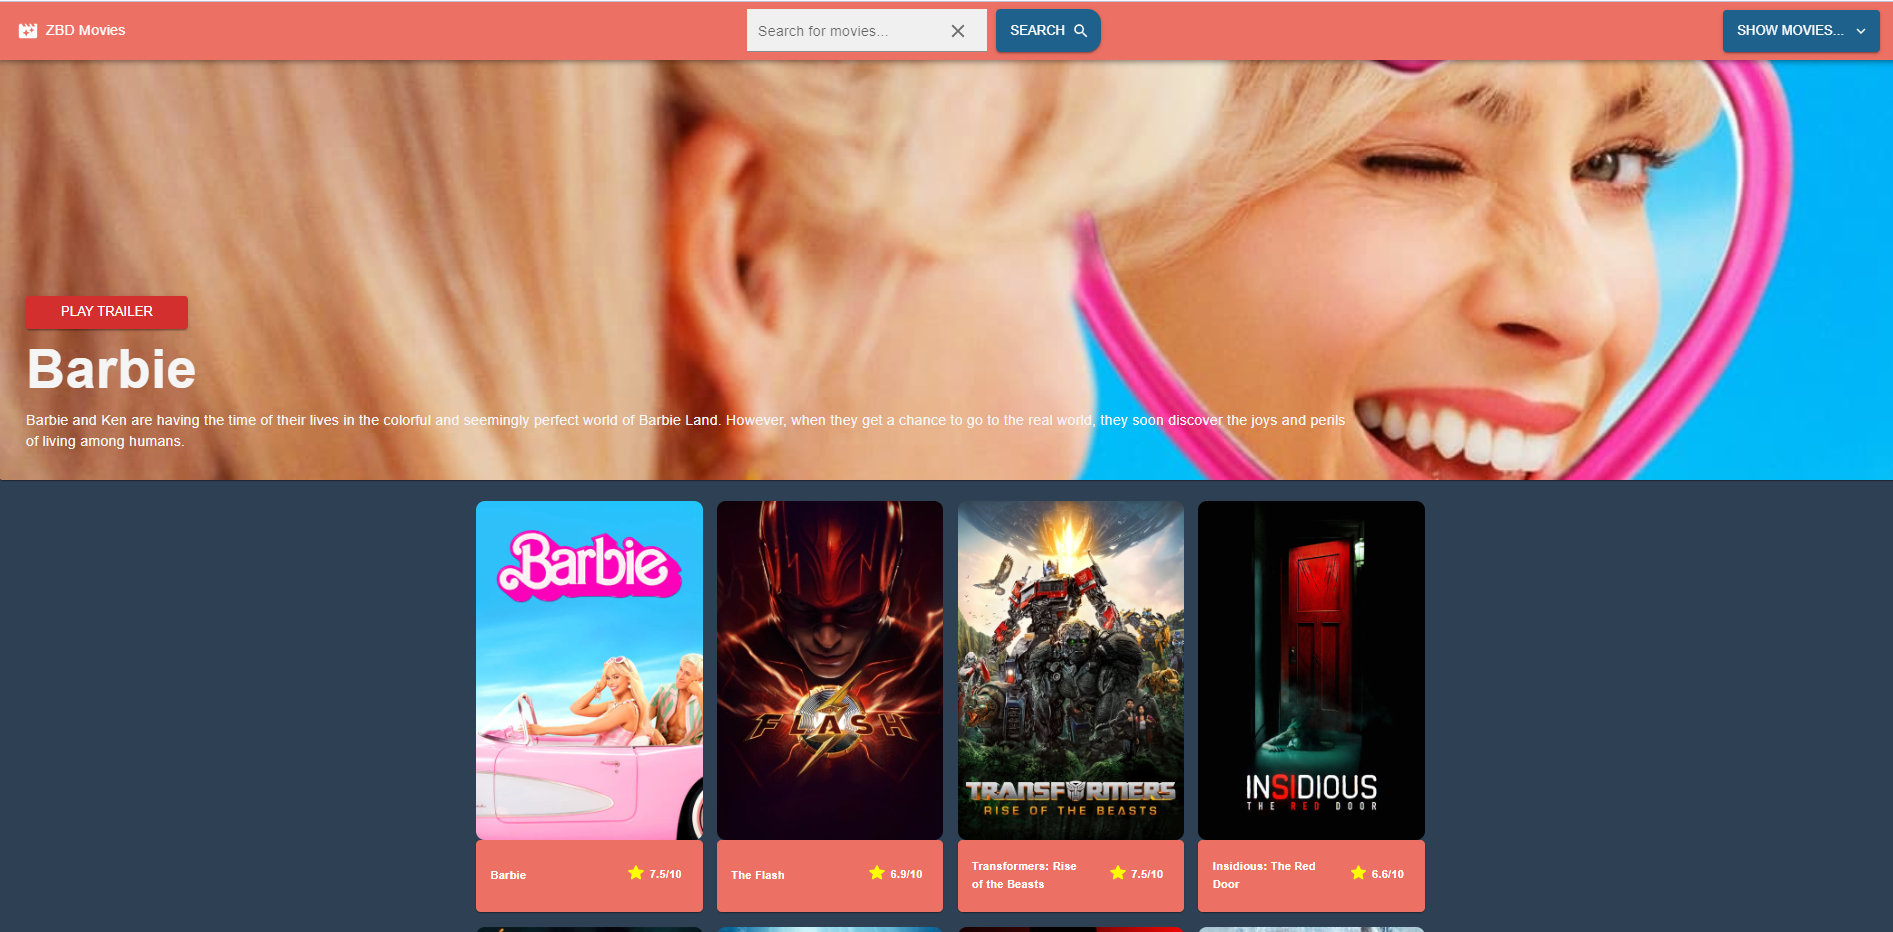 ZBD Movies
Search for movies...
SEARCH
SHOW MOVIES...
PLAY TRAILER
Barbie
Barbie and Ken are having the time of their lives in the colorful and seemingly perfect world of Barbie Land. However, when they get a chance to go to the real world, they soon discover the joys and perils
of living among humans.
Barbie
FLASH
TRANSFORMERS
RISE OF THE BEASTS
INSIDIOUS
THE RED DOOR
Barbie
7.5/10
The Flash
6.9/10
Transformers: Rise
of the Beasts
7.5/10
Insidious: The Red
Door
6.6/10